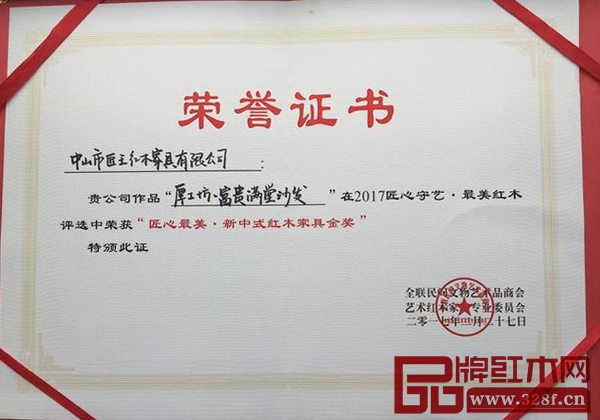 荣誉证书
中山市匠王红木家具有限公司：
贵公司作品“厚工坊·富贵满堂沙发”在2017匠心守艺·最美红木
评选中荣获“匠心最美·新中式红木家具金奖”
特颁此证
全联民间文物艺术品商会
艺术红木家具专业委员会
二零一七年二月二十七日
品牌红木网
www.328f.cn